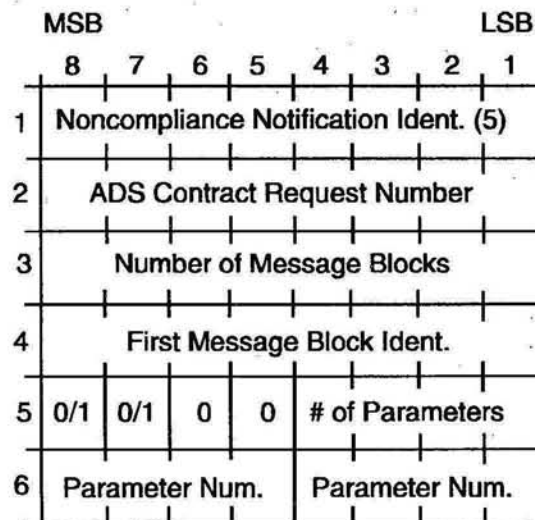 MSB LSB
8 7 6 5 4 3 2 1
1 Noncompliance Notification Ident. (5)
2 ADS Contract Request Number
3 Number of Message Blocks
4 First Message Block Ident.
5 0/1 0/1 0 0 # of Parameters
6 Parameter Num. Parameter Num.